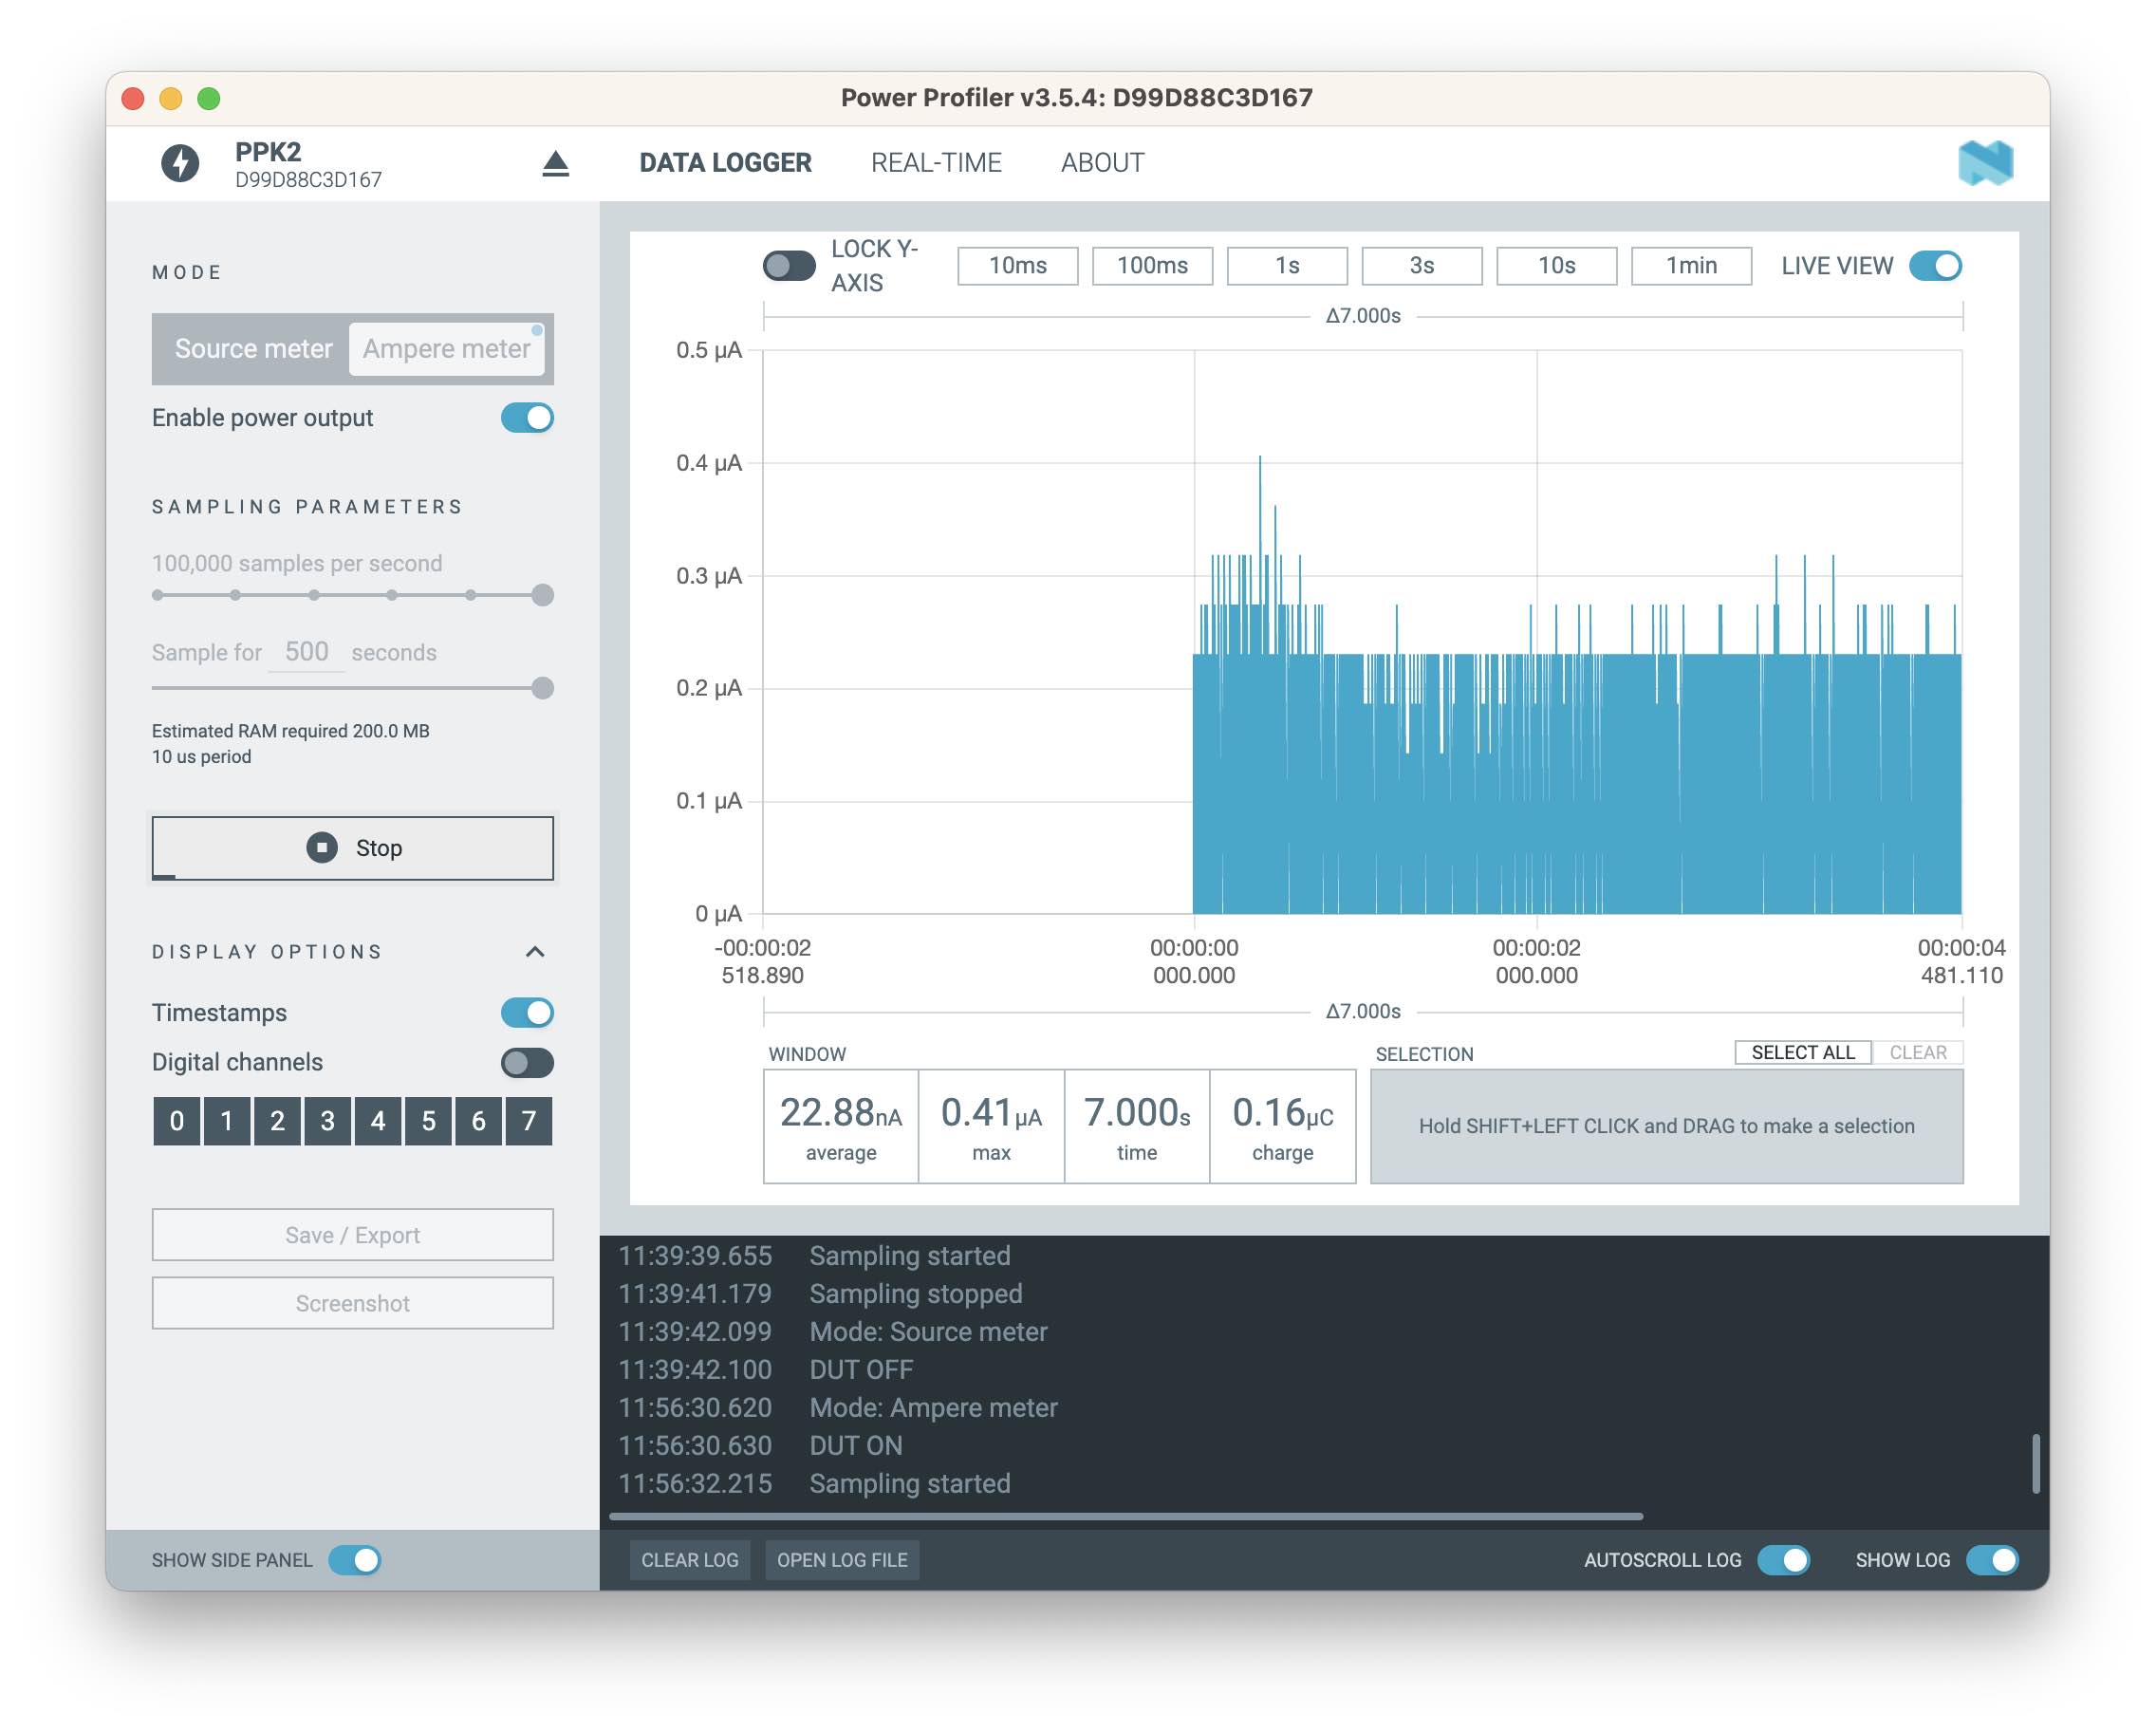 Power Profiler v3.5.4: D99D88C3D167
PPK2
D99D88C3D167
DATA LOGGER
REAL-TIME
ABOUT
MODE
Source meter
Ampere meter
Enable power output
SAMPLING PARAMETERS
100,000 samples per second
Sample for 500 seconds
Estimated RAM required 200.0 MB
10 us period
Stop
DISPLAY OPTIONS
Timestamps
Digital channels
0 1 2 3 4 5 6 7
Save / Export
Screenshot
SHOW SIDE PANEL
LOCK Y-
AXIS
10ms 100ms 1s 3s 10s 1min
LIVE VIEW
Δ7.000s
0.5 µA
0.4 µA
0.3 µA
0.2 µA
0.1 µA
0 µA
-00:00:02 00:00:00 00:00:02 00:00:04
518.890 000.000 000.000 481.110
Δ7.000s
WINDOW
22.88nA 0.41µA 7.000s 0.16µC
average max time charge
SELECTION
SELECT ALL
CLEAR
Hold SHIFT+LEFT CLICK and DRAG to make a selection
11:39:39.655 Sampling started
11:39:41.179 Sampling stopped
11:39:42.099 Mode: Source meter
11:39:42.100 DUT OFF
11:56:30.620 Mode: Ampere meter
11:56:30.630 DUT ON
11:56:32.215 Sampling started
CLEAR LOG
OPEN LOG FILE
AUTOSCROLL LOG
SHOW LOG